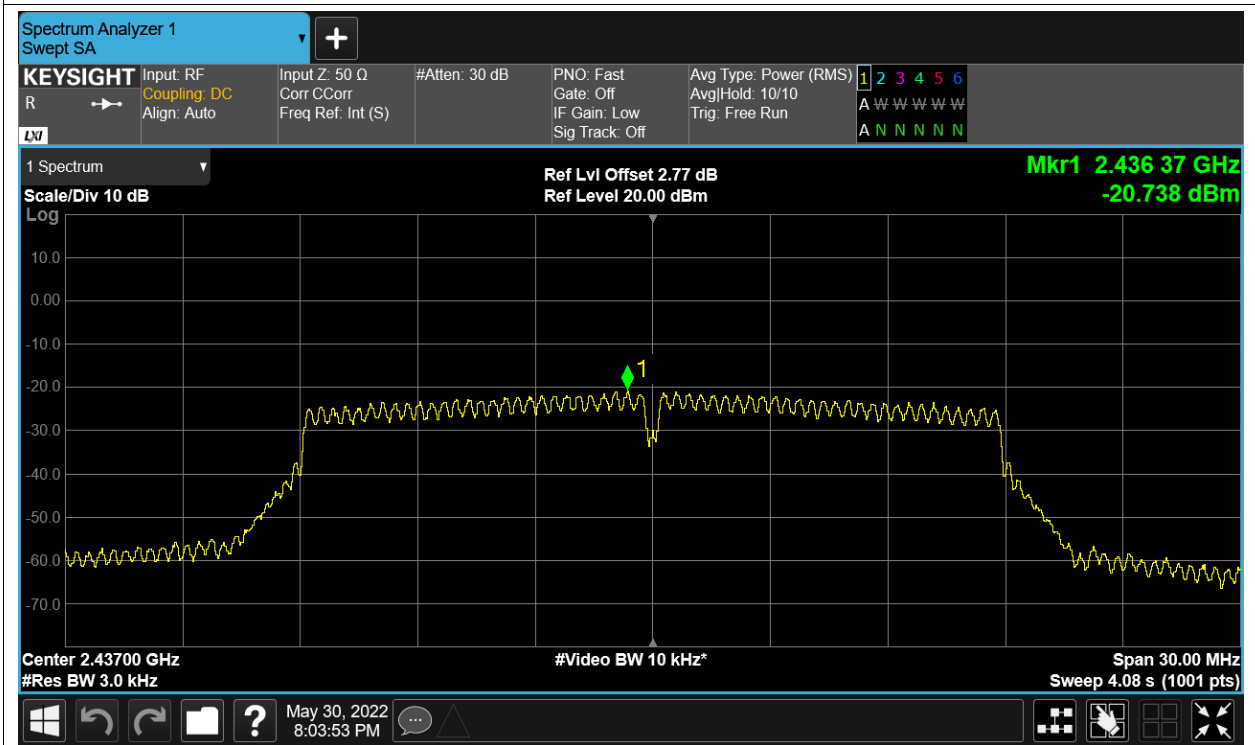 Spectrum Analyzer 1
Swept SA
KEYSIGHT
R
LXI
Input: RF
Coupling: DC
Align: Auto
Input Z: 50 Ω
Corr CCorr
Freq Ref: Int (S)
#Atten: 30 dB
PNO: Fast
Gate: Off
IF Gain: Low
Sig Track: Off
Avg Type: Power (RMS)
Avg|Hold: 10/10
Trig: Free Run
1 2 3 4 5 6
A W W W W W
A N N N N N
1 Spectrum
Scale/Div 10 dB
Ref Lvl Offset 2.77 dB
Ref Level 20.00 dBm
Mkr1 2.436 37 GHz
-20.738 dBm
Log
10.0
0.00
-10.0
-20.0
-30.0
-40.0
-50.0
-60.0
-70.0
1
Center 2.43700 GHz
#Res BW 3.0 kHz
#Video BW 10 kHz*
Span 30.00 MHz
Sweep 4.08 s (1001 pts)
?
May 30, 2022
8:03:53 PM